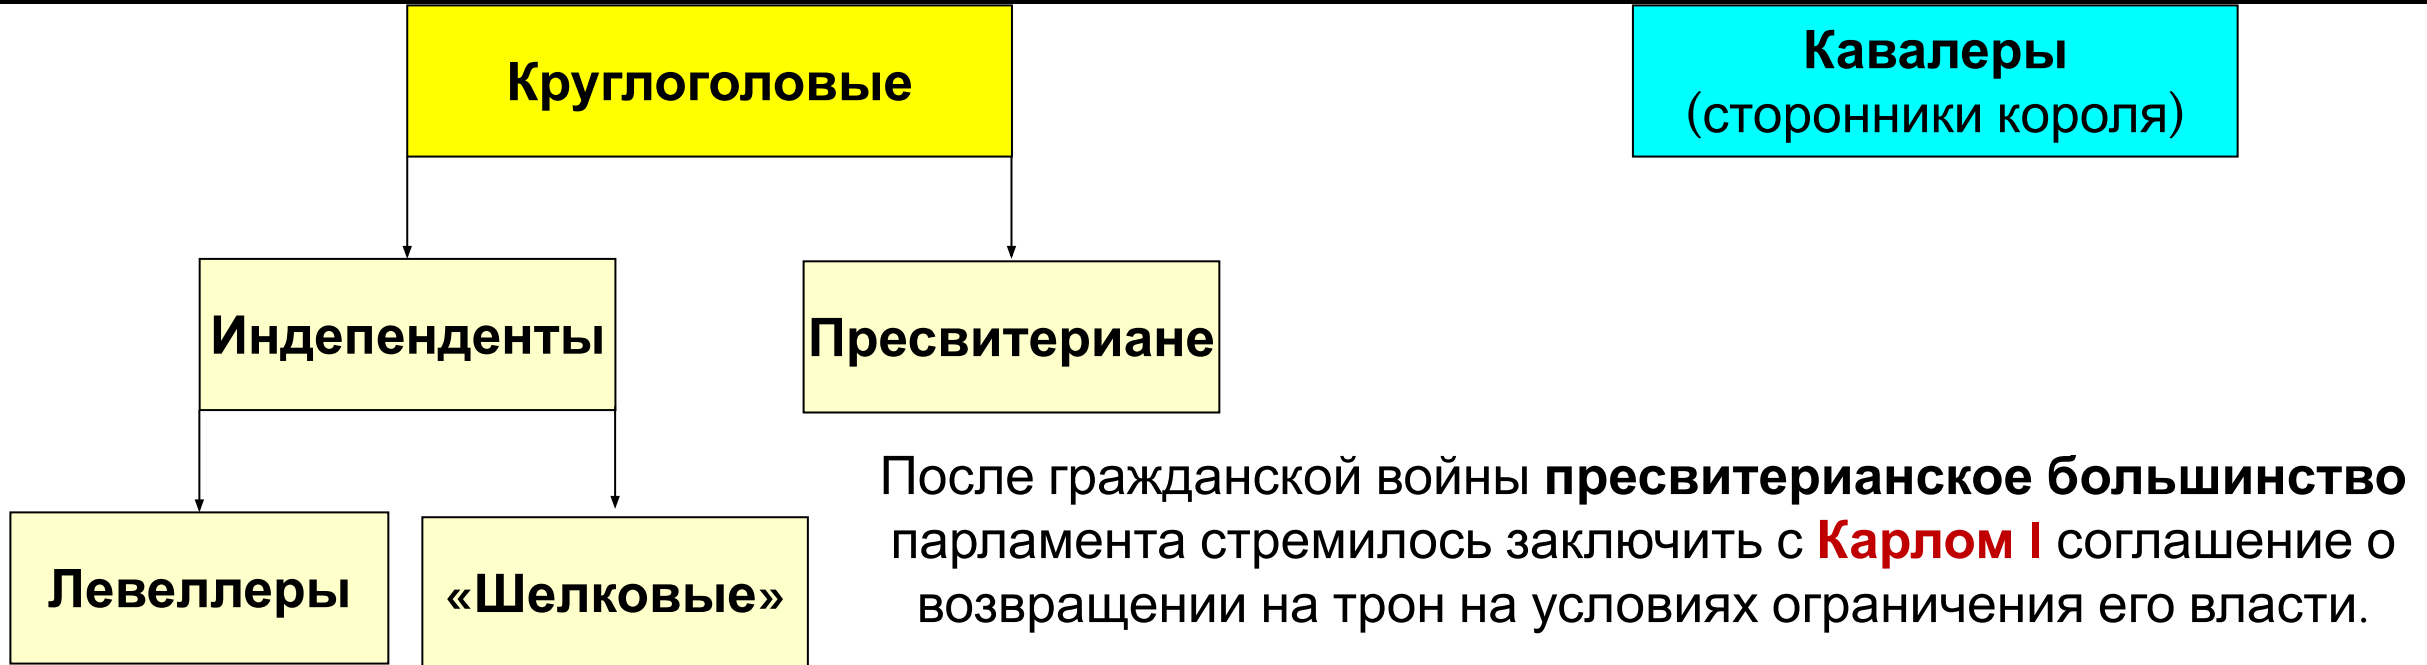 Круглоголовые
Кавалеры
(сторонники короля)
Индепенденты
Пресвитериане
Левеллеры
«Шелковые»
После гражданской войны пресвитерианское большинство
парламента стремилось заключить с Карлом I соглашение о
возвращении на трон на условиях ограничения его власти.